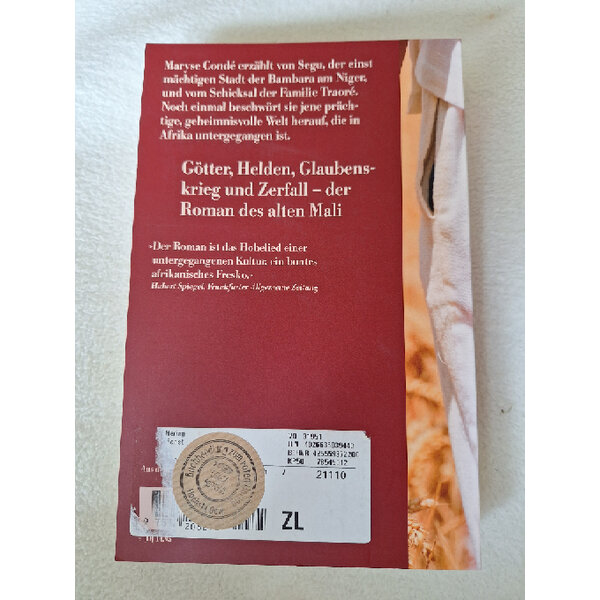 Maryse Condé erzählt von Segu, der einst
mächtigen Stadt der Bambara am Niger,
und vom Schicksal der Familie Traoré.
Noch einmal beschwört sie jene präch-
tige, geheimnisvolle Welt herauf, die in
Afrika untergegangen ist.
Götter, Helden, Glaubens-
krieg und Zerfall – der
Roman des alten Mali
»Der Roman ist das Hohelied einer
untergegangenen Kultur, ein buntes
afrikanisches Fresko.«
Hubert Spiegel, Frankfurter Allgemeine Zeitung
21110
ZL